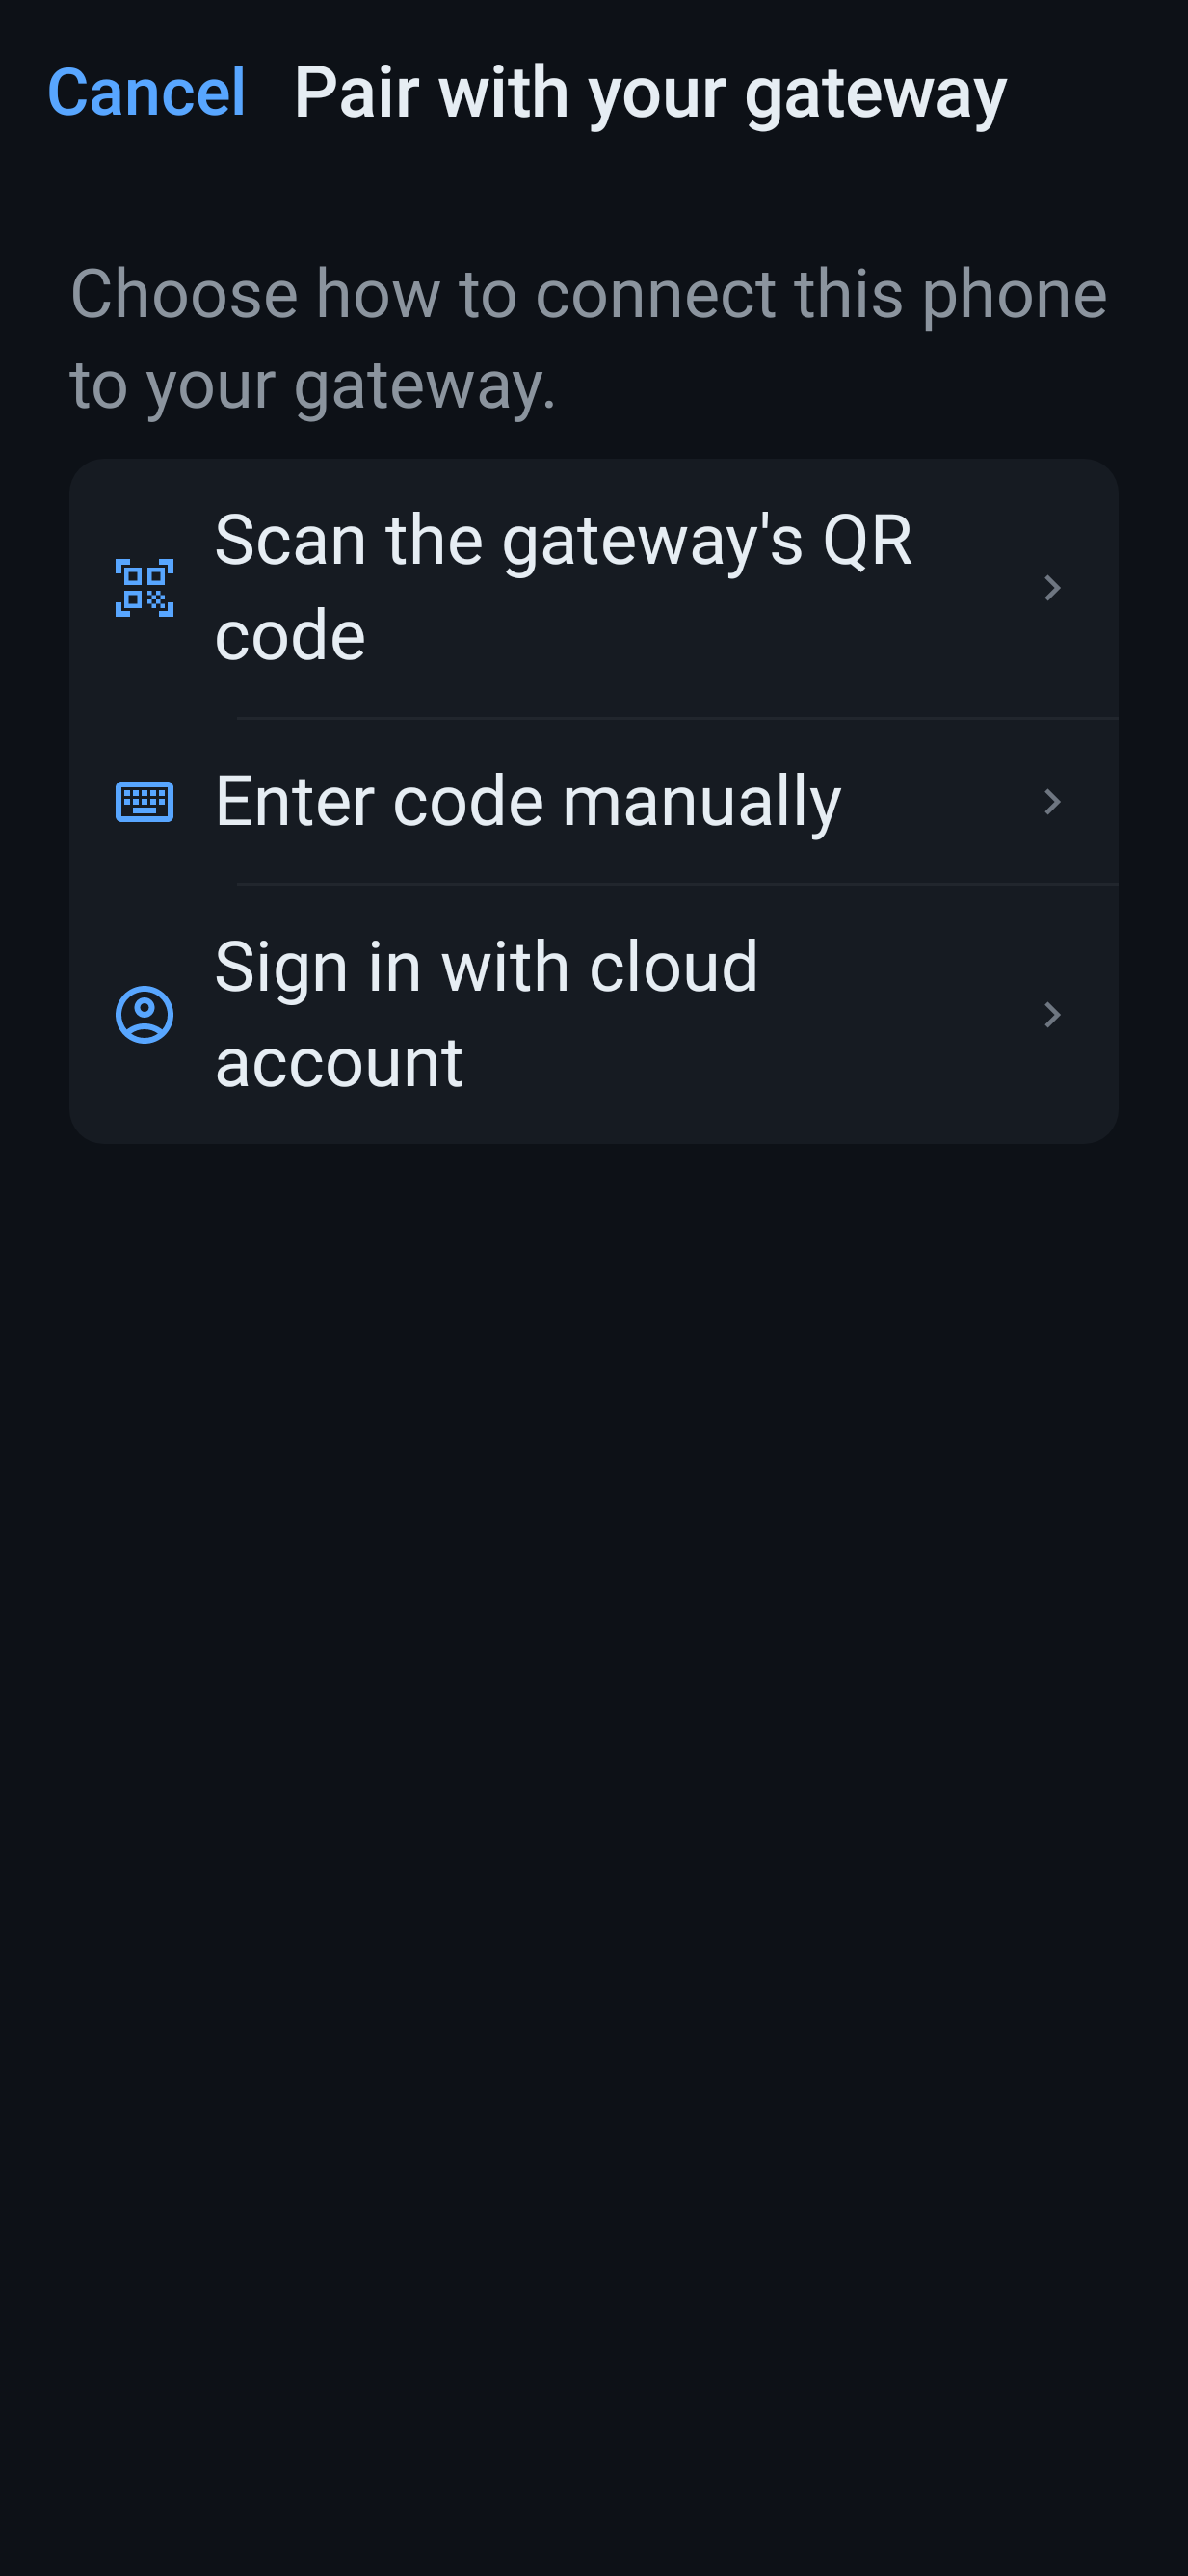 Cancel Pair with your gateway
Choose how to connect this phone
to your gateway.
Scan the gateway's QR
code
Enter code manually
Sign in with cloud
account